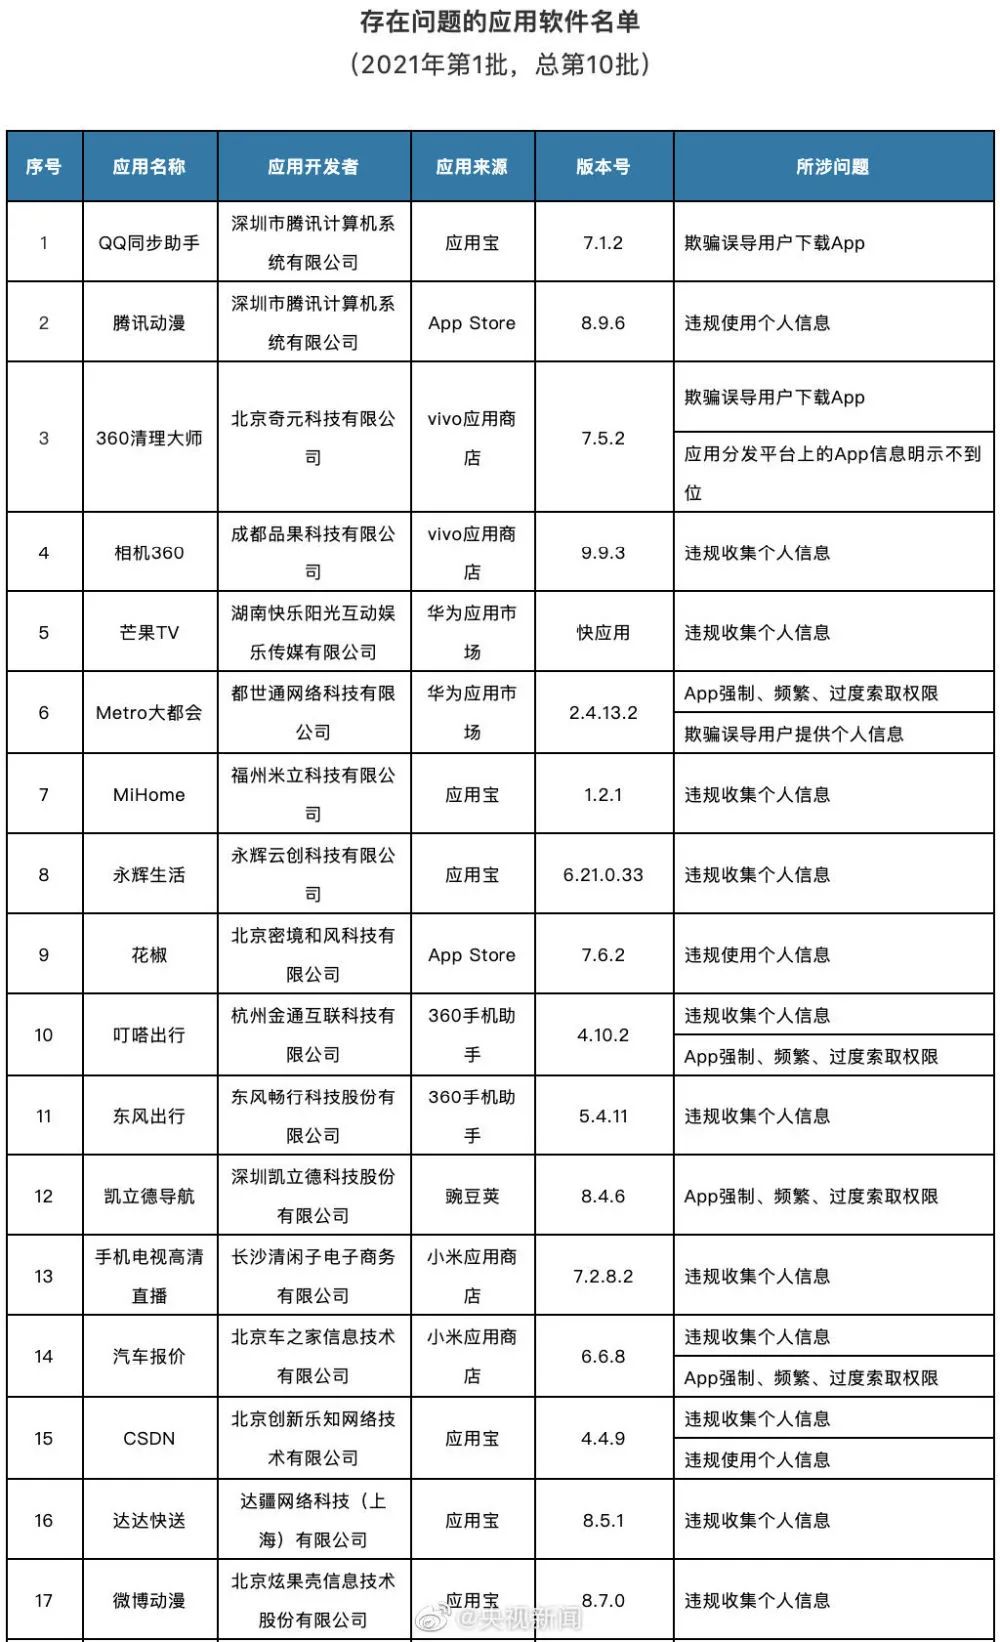 存在问题的应用软件名单
（2021年第1批，总第10批）
序号 应用名称 应用开发者 应用来源 版本号 所涉问题
1 QQ同步助手 深圳市腾讯计算机系统有限公司 应用宝 7.1.2 欺骗误导用户下载App
2 腾讯动漫 深圳市腾讯计算机系统有限公司 App Store 8.9.6 违规使用个人信息
3 360清理大师 北京奇元科技有限公司 vivo应用商店 7.5.2 欺骗误导用户下载App
应用分发平台上的App信息明示不到位
4 相机360 成都品果科技有限公司 vivo应用商店 9.9.3 违规收集个人信息
5 芒果TV 湖南快乐阳光互动娱乐传媒有限公司 华为应用市场 快应用 违规收集个人信息
6 Metro大都会 都世通网络科技有限公司 华为应用市场 2.4.13.2 App强制、频繁、过度索取权限
欺骗误导用户提供个人信息
7 MiHome 福州米立科技有限公司 应用宝 1.2.1 违规收集个人信息
8 永辉生活 永辉云创科技有限公司 应用宝 6.21.0.33 违规收集个人信息
9 花椒 北京密境和风科技有限公司 App Store 7.6.2 违规使用个人信息
10 叮嗒出行 杭州金通互联科技有限公司 360手机助手 4.10.2 违规收集个人信息
App强制、频繁、过度索取权限
11 东风出行 东风畅行科技股份有限公司 360手机助手 5.4.11 违规收集个人信息
12 凯立德导航 深圳凯立德科技股份有限公司 豌豆荚 8.4.6 App强制、频繁、过度索取权限
13 手机电视高清直播 长沙清闲子电子商务有限公司 小米应用商店 7.2.8.2 违规收集个人信息
14 汽车报价 北京车之家信息技术有限公司 小米应用商店 6.6.8 违规收集个人信息
App强制、频繁、过度索取权限
15 CSDN 北京创新乐知网络技术有限公司 应用宝 4.4.9 违规收集个人信息
违规使用个人信息
16 达达快送 达疆网络科技（上海）有限公司 应用宝 8.5.1 违规收集个人信息
17 微博动漫 北京炫果壳信息技术股份有限公司 应用宝 8.7.0 违规收集个人信息
@央视新闻